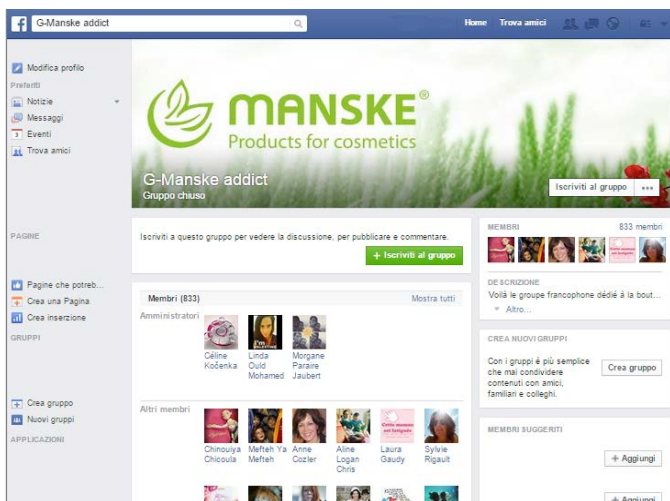 G-Manske addict
Home
Trova amici
Modifica profilo
Preferiti
Notizie
Messaggi
3 Eventi
Trova amici
PAGINE
Pagine che potreb...
Crea una Pagina
Crea inserzione
GRUPPI
Crea gruppo
Nuovi gruppi
APPLICAZIONI
MANSKE®
Products for cosmetics
G-Manske addict
Gruppo chiuso
Iscriviti al gruppo
Iscriviti a questo gruppo per vedere la discussione, per pubblicare e commentare.
+ Iscriviti al gruppo
Membri (833)
Mostra tutti
Amministratori
Céline
Kočenka
Linda
Ould
Mohamed
Morgane
Paraire
Jaubert
Altri membri
Chinouiya
Chicoula
Mefteh Ya
Mefteh
Anne
Cozler
Aline
Logan
Chris
Laura
Gaudy
Sylvie
Rigault
MEMBRI
833 membri
DESCRIZIONE
Voilà le groupe francophone dédié à la bout...
Altro...
CREA NUOVI GRUPPI
Con i gruppi è più semplice
che mai condividere
contenuti con amici,
familiari e colleghi.
Crea gruppo
MEMBRI SUGGERITI
+ Aggiungi
+ Aggiungi